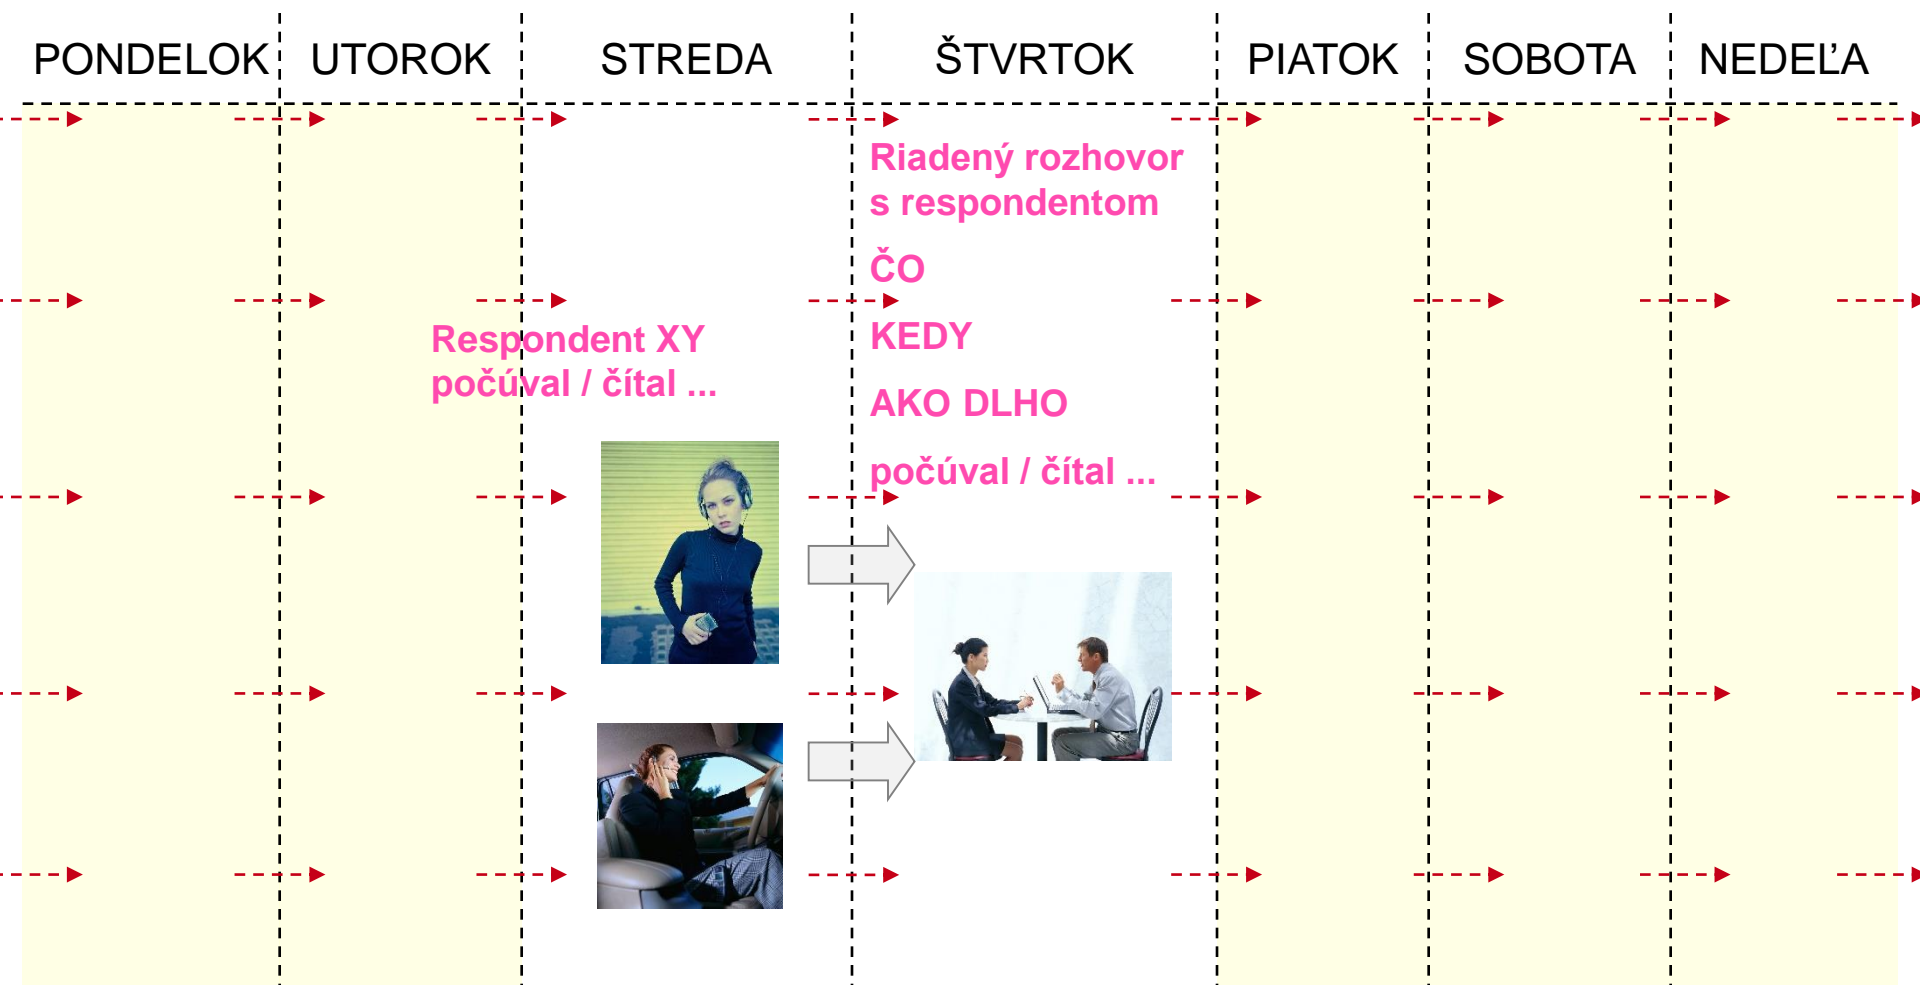 PONDELOK
UTOROK
STREDA
ŠTVRTOK
PIATOK
SOBOTA
NEDEĽA
Respondent XY
počúval / čítal ...
Riadený rozhovor
s respondentom
ČO
KEDY
AKO DLHO
počúval / čítal ...